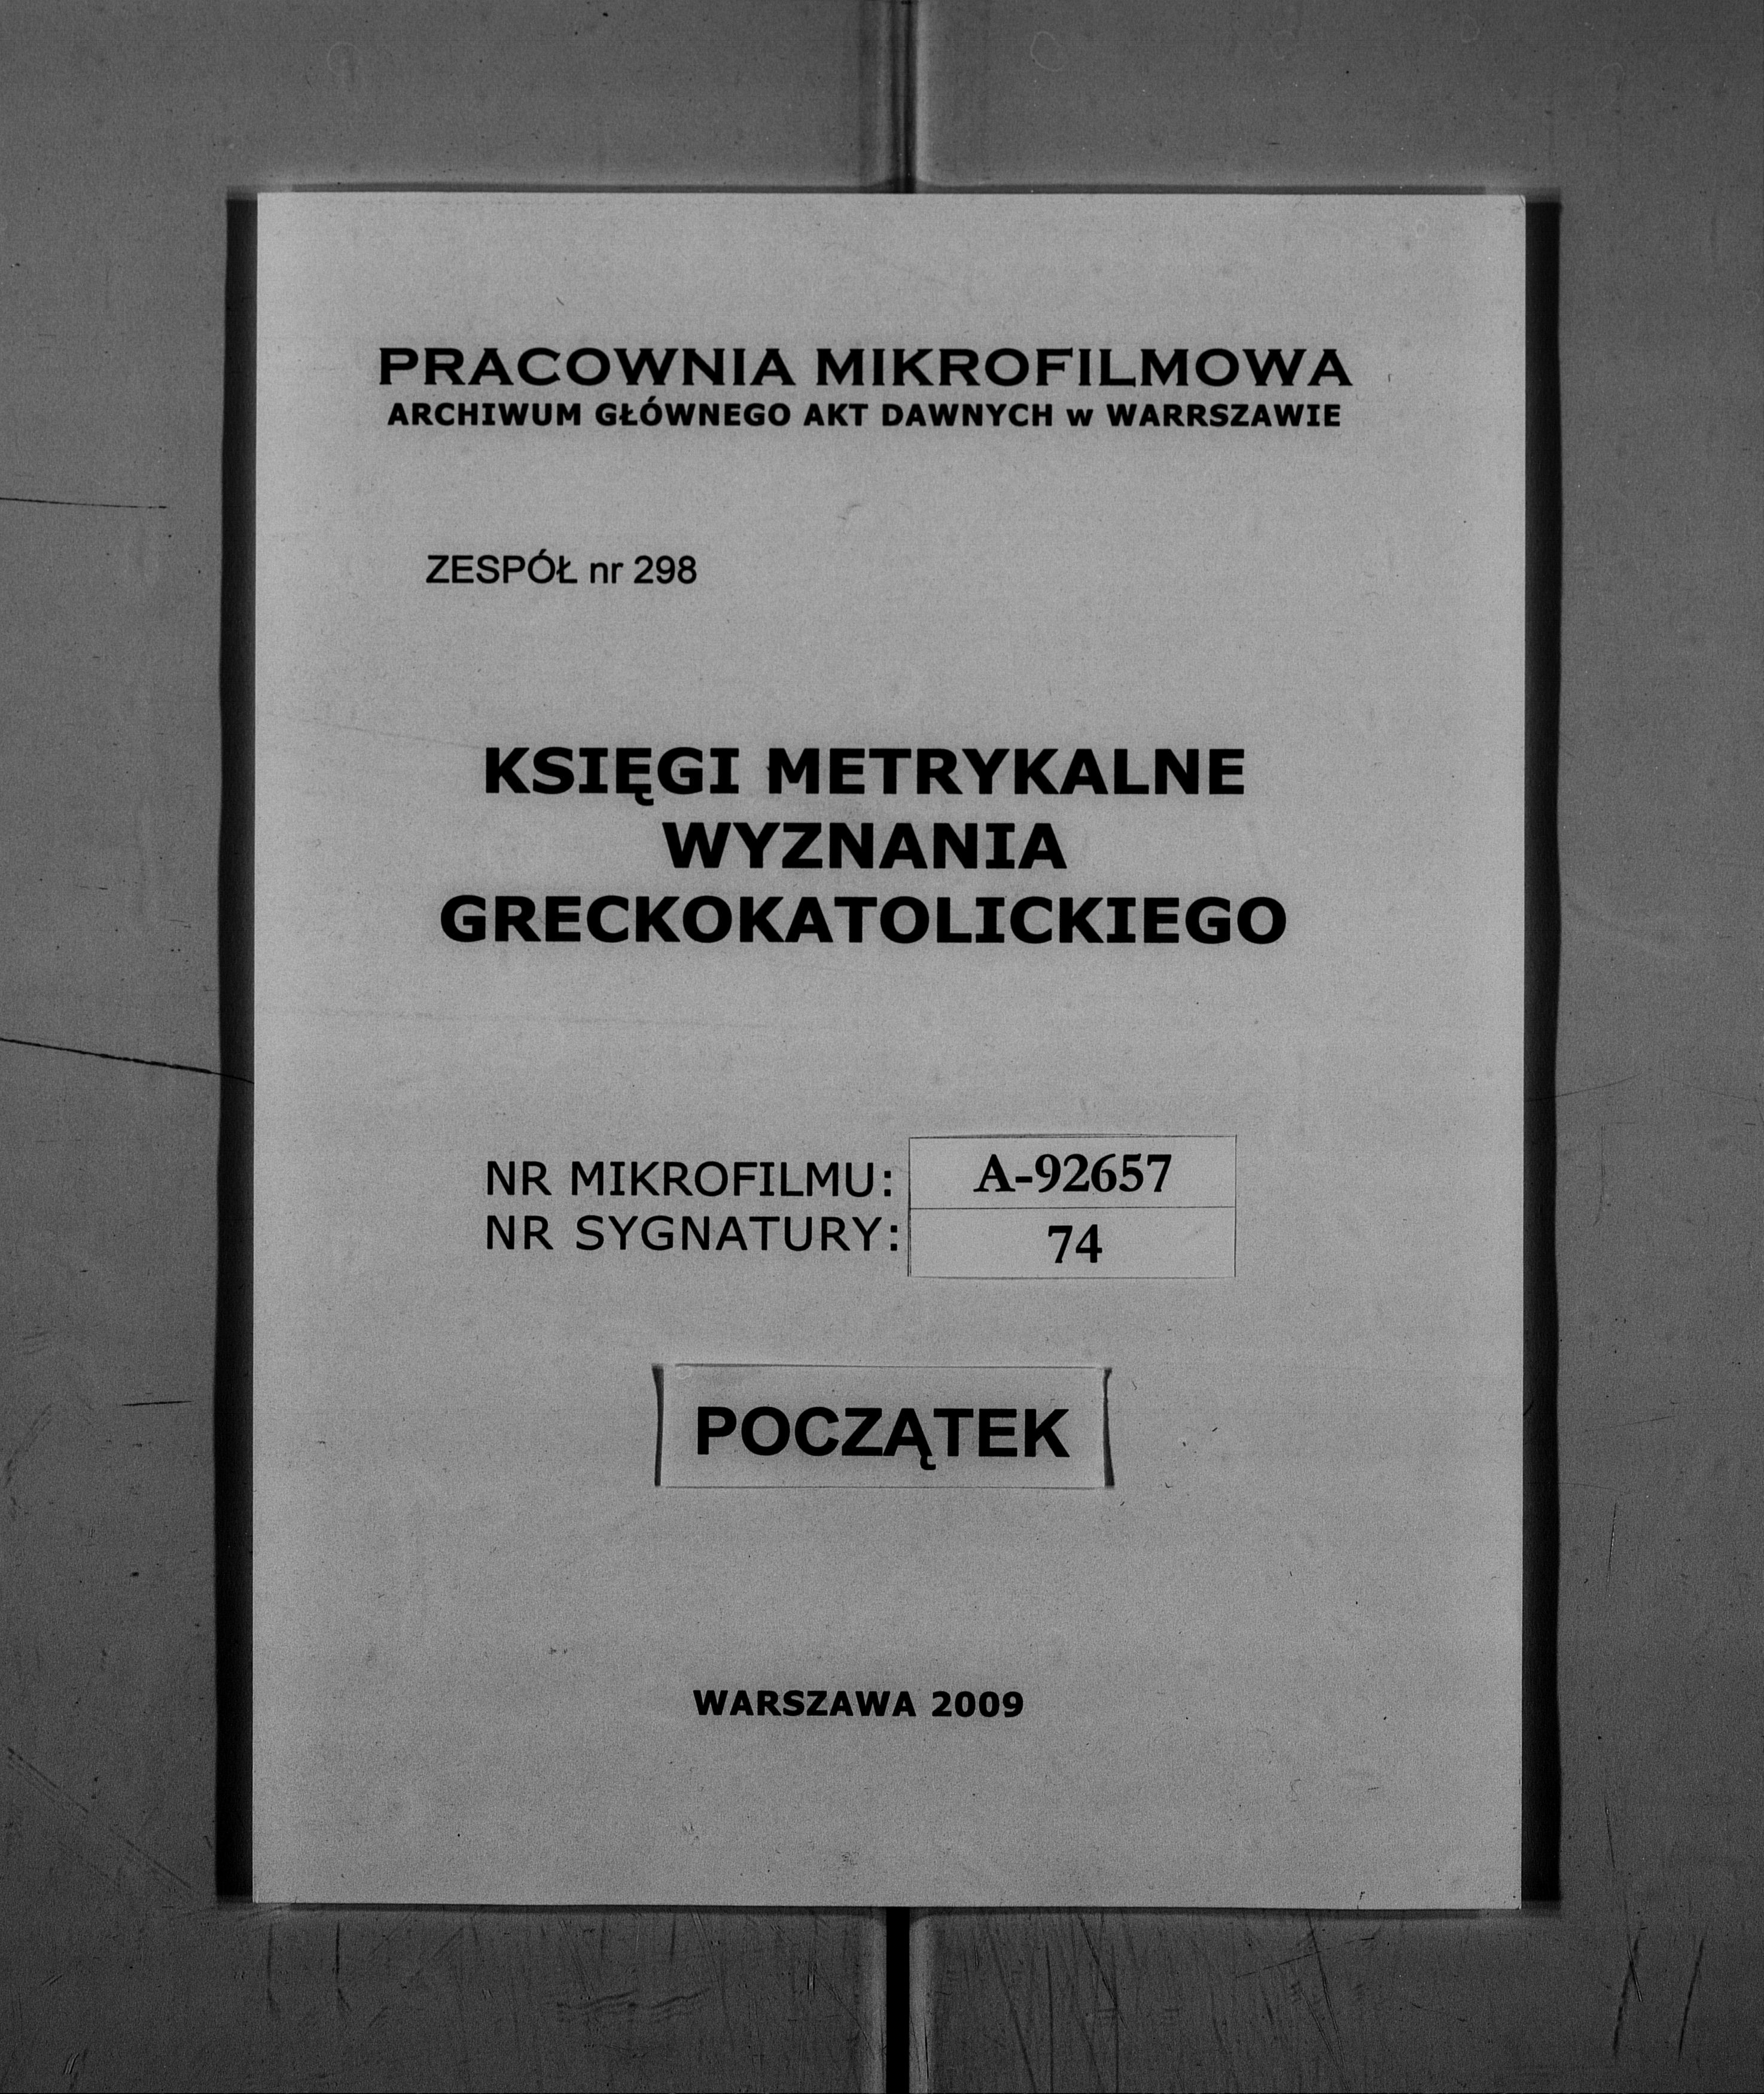 PRACOWNIA MIKROFILMOWA
ARCHIWUM GŁÓWNEGO AKT DAWNYCH w WARRSZAWIE
ZESPÓŁ nr 298
KSIĘGI METRYKALNE
WYZNANIA
GRECKOKATOLICKIEGO
NR MIKROFILMU: A-92657
NR SYGNATURY: 74
POCZĄTEK
WARSZAWA 2009